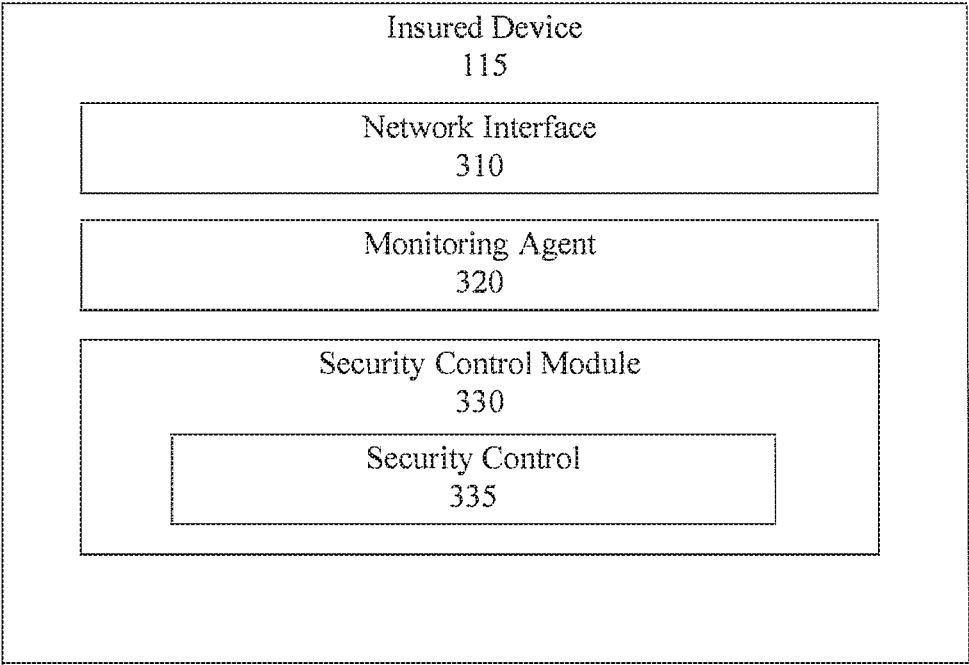 Insured Device
115
Network Interface
310
Monitoring Agent
320
Security Control Module
330
Security Control
335